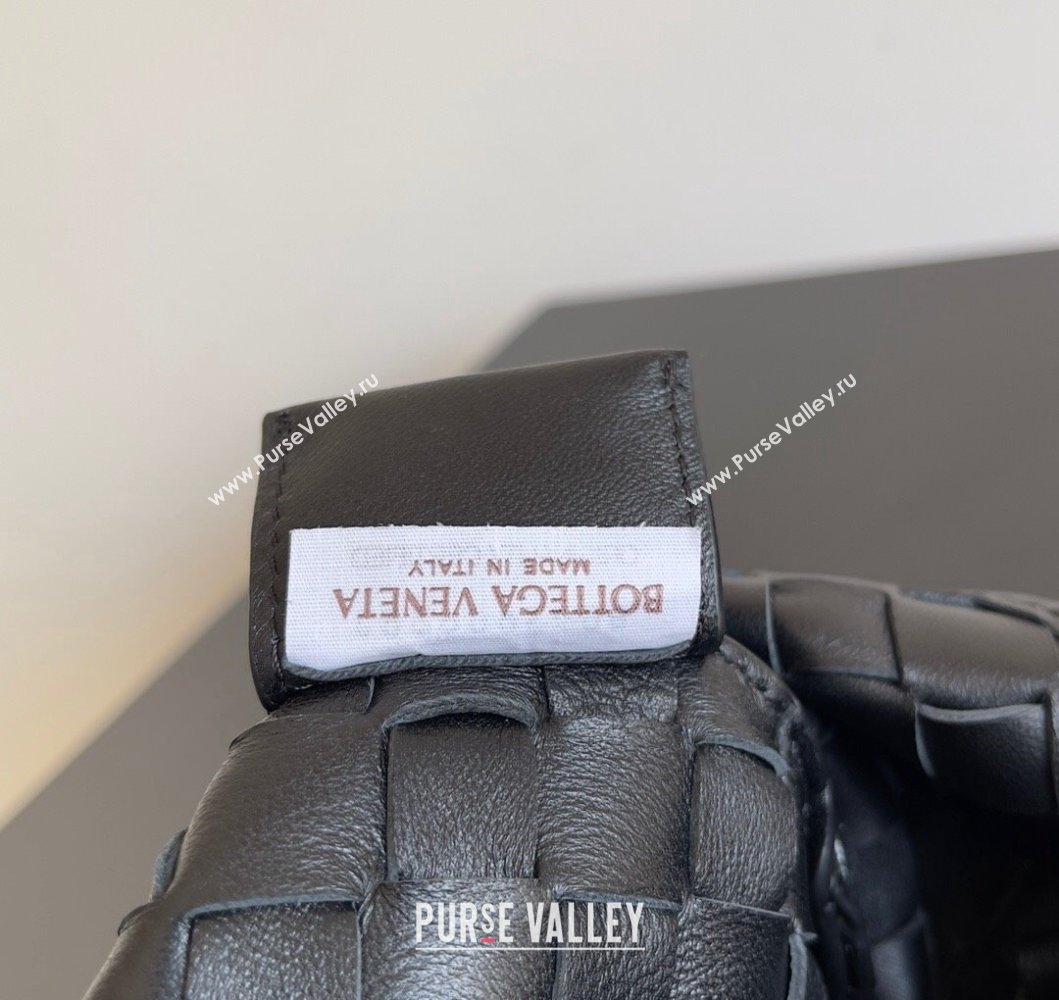 www.PurseValley.ru
www.PurseValley.ru
BOTTEGA VENETA
MADE IN ITALY
PURSE VALLEY